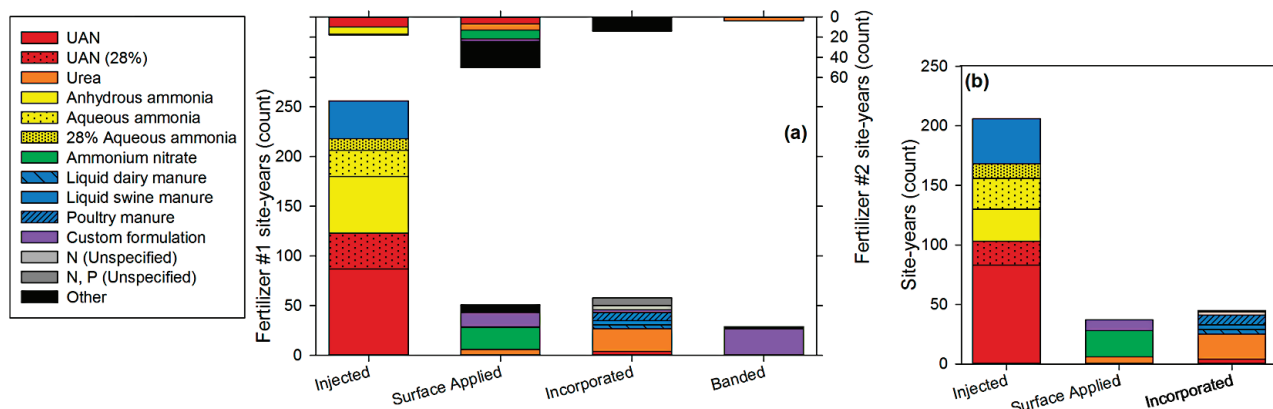 UAN
UAN (28%)
Urea
Anhydrous ammonia
Aqueous ammonia
28% Aqueous ammonia
Ammonium nitrate
Liquid dairy manure
Liquid swine manure
Poultry manure
Custom formulation
N (Unspecified)
N, P (Unspecified)
Other
Fertilizer #1 site-years (count)
250
200
150
100
50
0
(a)
0
20
40
60
Fertilizer #2 site-years (count)
Injected
Surface Applied
Incorporated
Banded
Site-years (count)
250
200
150
100
50
0
(b)
Injected
Surface Applied
Incorporated